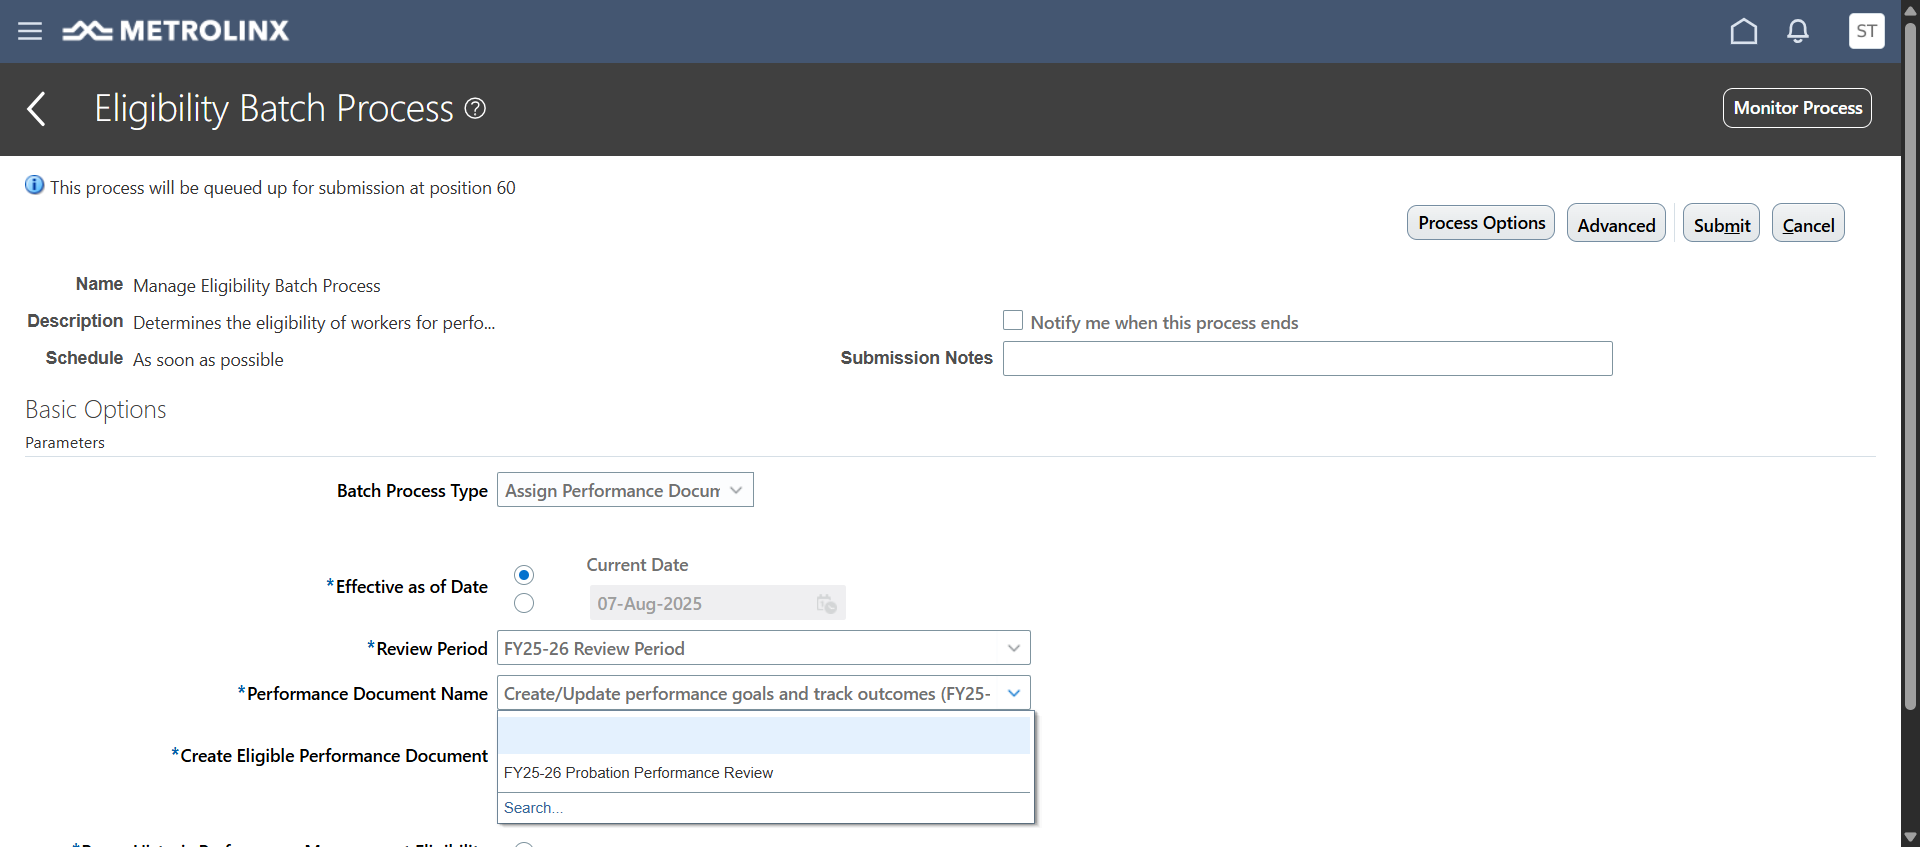 METROLINX
ST
Eligibility Batch Process
Monitor Process
This process will be queued up for submission at position 60
Process Options
Advanced
Submit
Cancel
Name Manage Eligibility Batch Process
Description Determines the eligibility of workers for perfo...
Notify me when this process ends
Schedule As soon as possible
Submission Notes
Basic Options
Parameters
Batch Process Type Assign Performance Docum
Current Date
*Effective as of Date
07-Aug-2025
*Review Period FY25-26 Review Period
*Performance Document Name Create/Update performance goals and track outcomes (FY25-
*Create Eligible Performance Document
FY25-26 Probation Performance Review
Search...